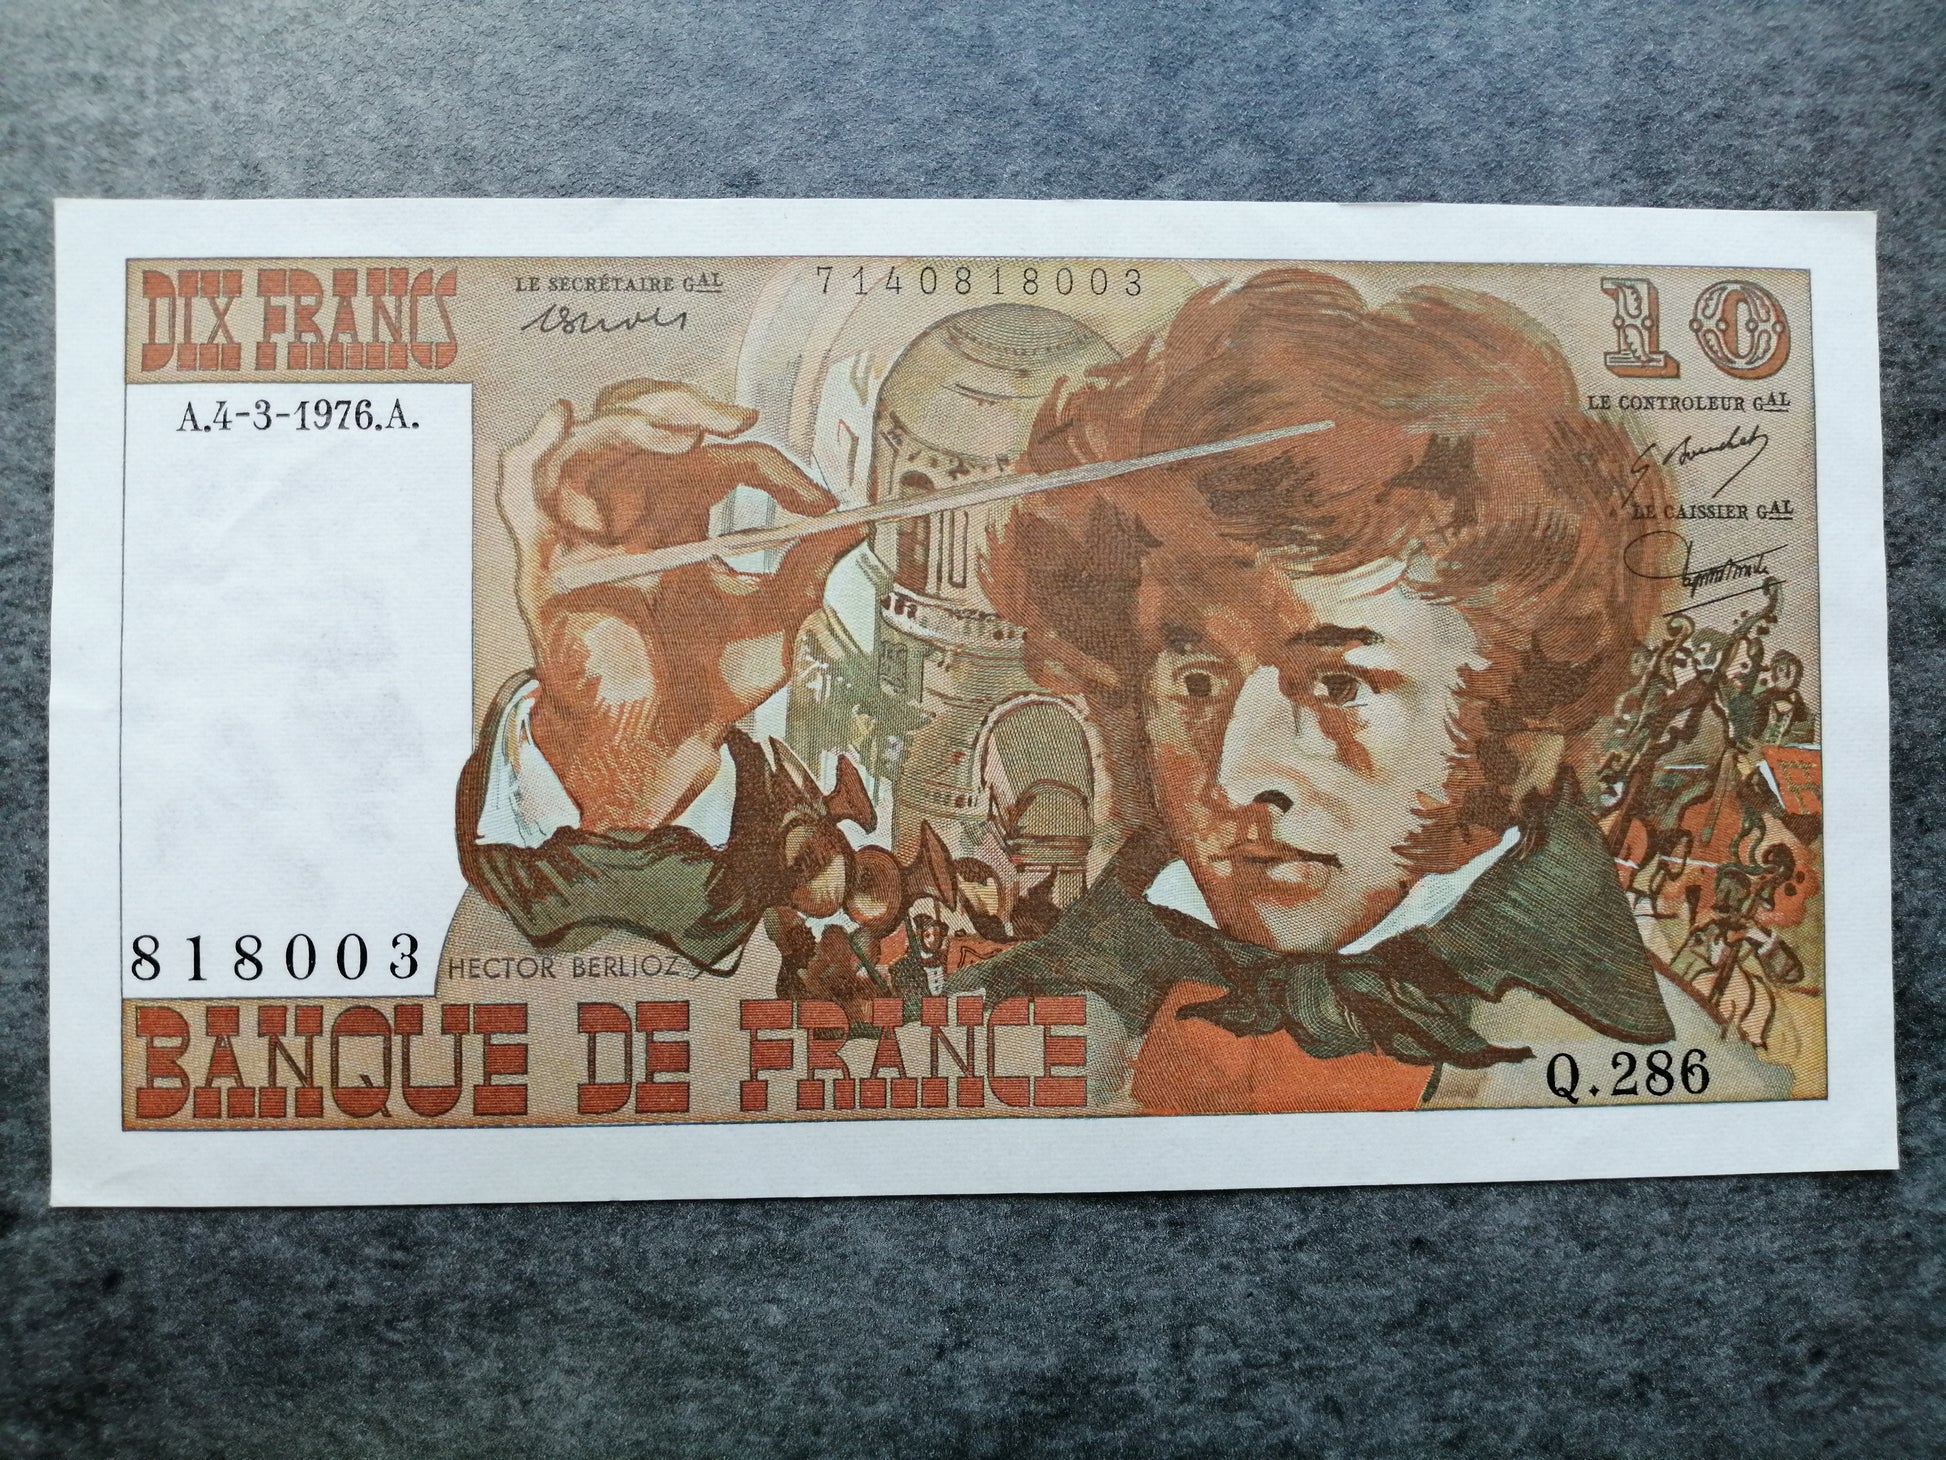 DIX FRANCS
LE SECRÉTAIRE GAL
7140818003
10
A.4-3-1976.A.
LE CONTROLEUR GAL
G Bouchet
LE CAISSIER GAL
818003
HECTOR BERLIOZ
BANQUE DE FRANCE
Q.286